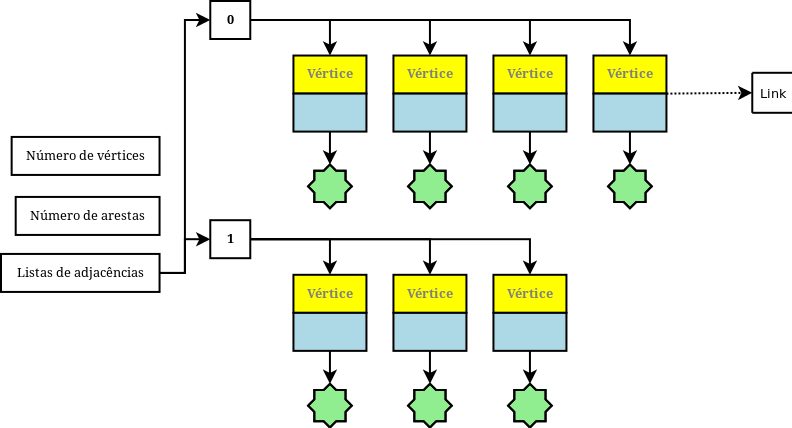 0
Vértice Vértice Vértice Vértice
Link
Número de vértices
Número de arestas
1
Listas de adjacências
Vértice Vértice Vértice